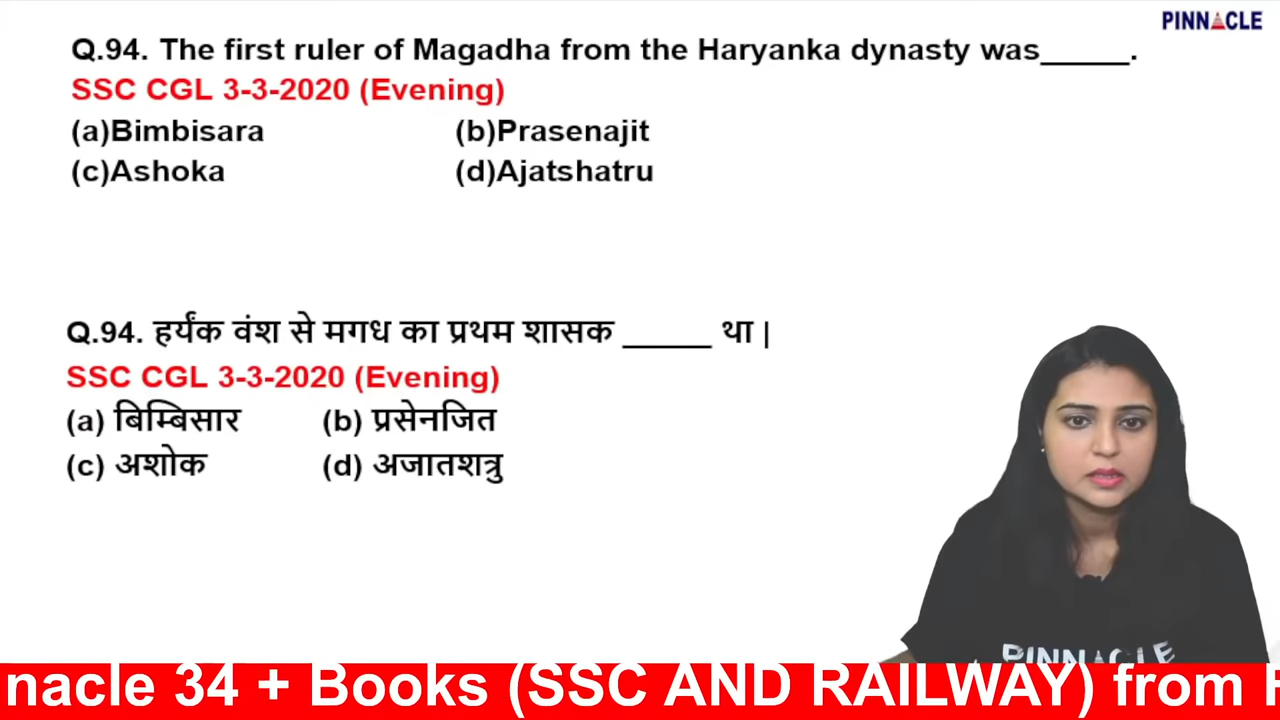 PINNACLE
Q.94. The first ruler of Magadha from the Haryanka dynasty was_____.
SSC CGL 3-3-2020 (Evening)
(a)Bimbisara (b)Prasenajit
(c)Ashoka (d)Ajatshatru
Q.94. हर्यंक वंश से मगध का प्रथम शासक _____ था |
SSC CGL 3-3-2020 (Evening)
(a) बिम्बिसार (b) प्रसेनजित
(c) अशोक (d) अजातशत्रु
PINNACLE
nacle 34 + Books (SSC AND RAILWAY) from